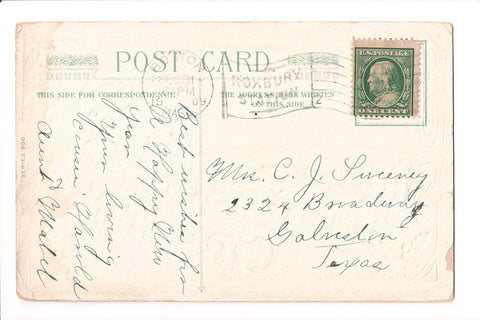 POST CARD
THIS SIDE FOR CORRESPONDENCE
THE ADDRESS TO BE WRITTEN
ON THIS SIDE.
U.S. POSTAGE
ONE CENT
ROXBURY
PM
09
Best wishes for
A Happy New
Year
Your loving
cousin Harold
Aunt Mabel
Mrs. C. J. Sweeney
2324 Broadway
Galveston
Texas